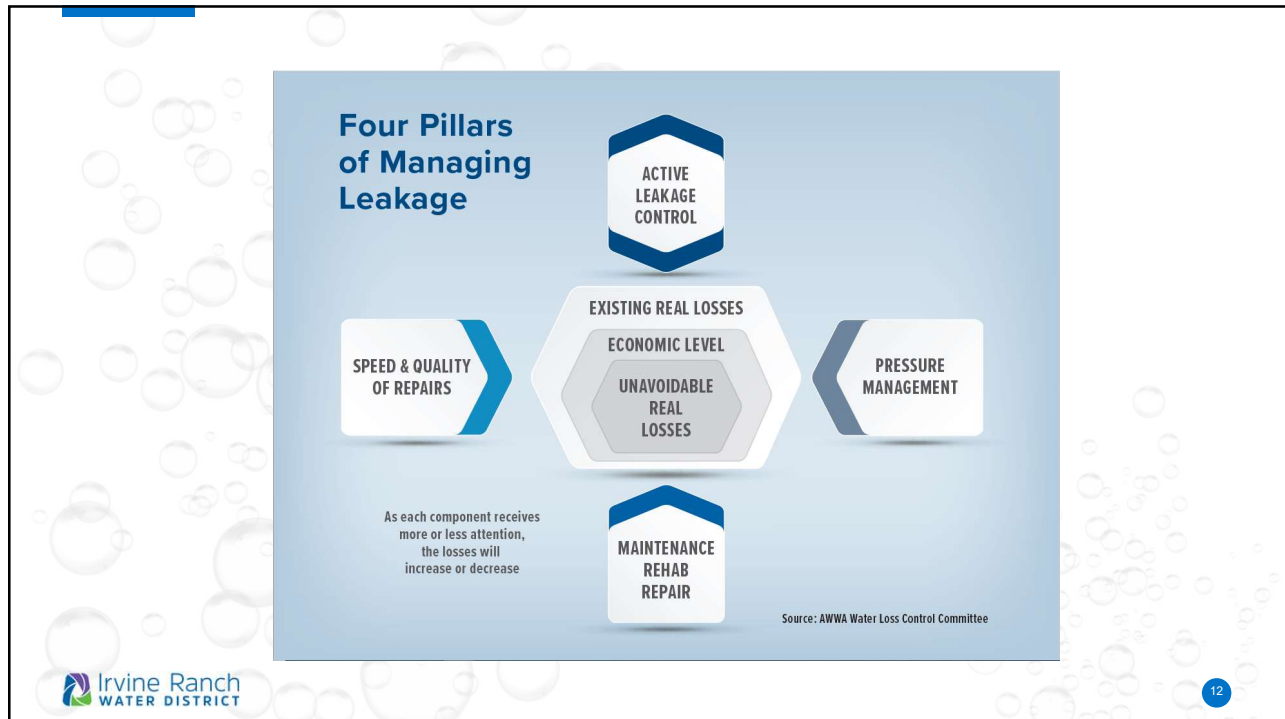 Four Pillars
of Managing
Leakage
ACTIVE
LEAKAGE
CONTROL
EXISTING REAL LOSSES
ECONOMIC LEVEL
UNAVOIDABLE
REAL
LOSSES
SPEED & QUALITY
OF REPAIRS
PRESSURE
MANAGEMENT
As each component receives
more or less attention,
the losses will
increase or decrease
MAINTENANCE
REHAB
REPAIR
Source: AWWA Water Loss Control Committee
Irvine Ranch
WATER DISTRICT
12